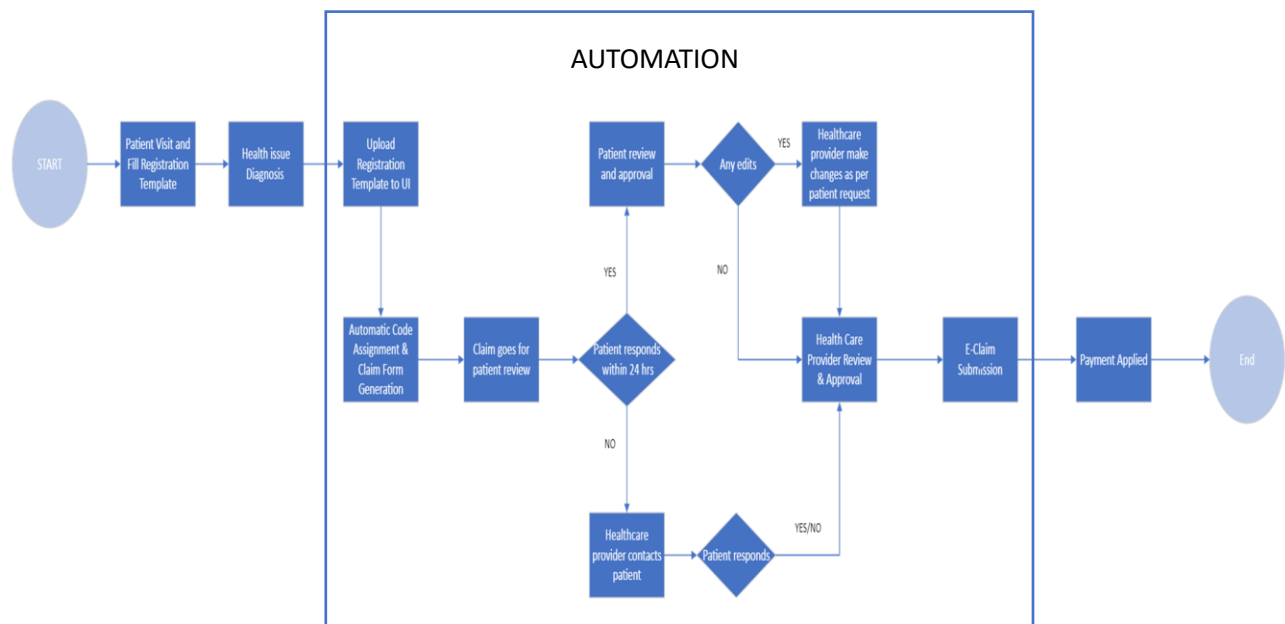 AUTOMATION
START
Patient Visit and
Fill Registration
Template
Health issue
Diagnosis
Upload
Registration
Template to UI
Patient review
and approval
Any edits
YES
Healthcare
provider make
changes as per
patient request
YES
NO
Automatic Code
Assignment &
Claim Form
Generation
Claim goes for
patient review
Patient responds
within 24 hrs
Health Care
Provider Review
& Approval
E-Claim
Submission
Payment Applied
End
NO
Healthcare
provider contacts
patient
Patient responds
YES/NO